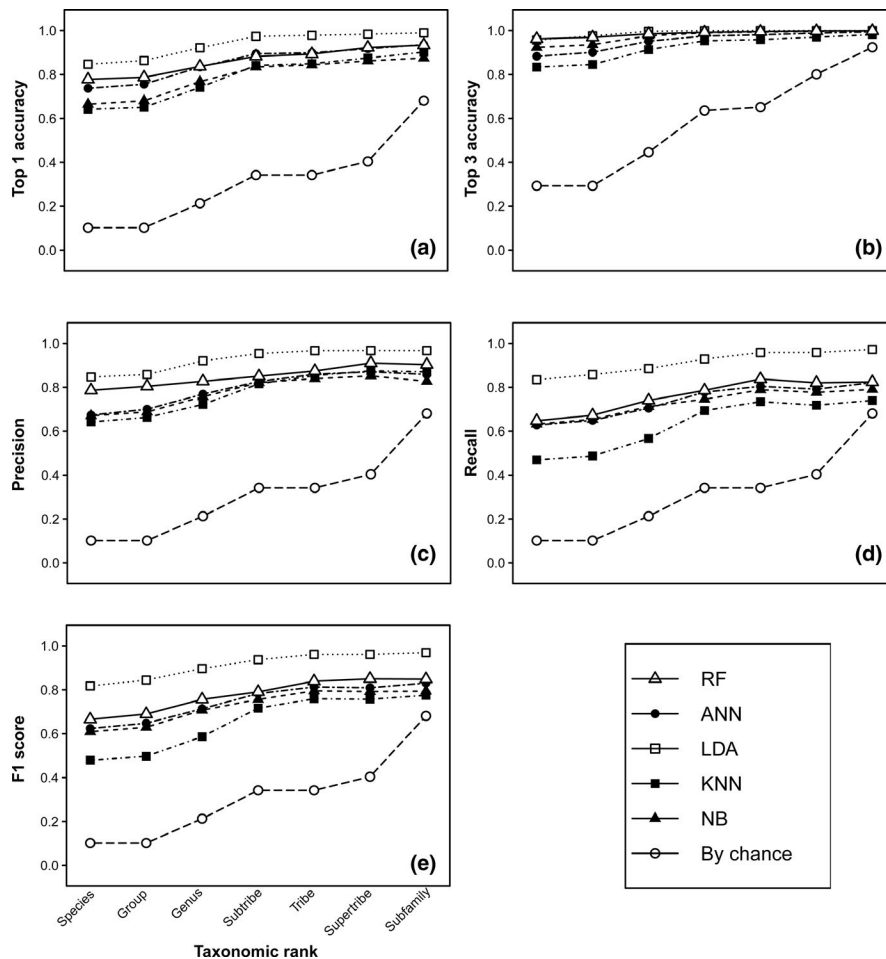 1.0
0.8
0.6
0.4
0.2
0.0
Top 1 accuracy
(a)
1.0
0.8
0.6
0.4
0.2
0.0
Top 3 accuracy
(b)
1.0
0.8
0.6
0.4
0.2
0.0
Precision
(c)
1.0
0.8
0.6
0.4
0.2
0.0
Recall
(d)
1.0
0.8
0.6
0.4
0.2
0.0
F1 score
(e)
Species
Group
Genus
Subtribe
Tribe
Supertribe
Subfamily
Taxonomic rank
RF
ANN
LDA
KNN
NB
By chance